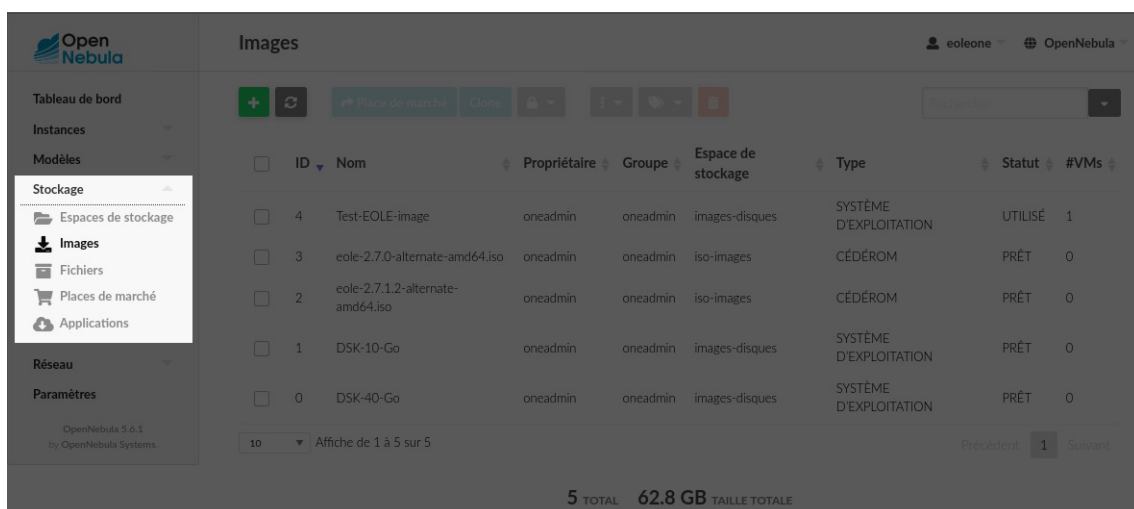 Open
Nebula
Images
eoleone
OpenNebula
Tableau de bord
Instances
Modèles
Stockage
Espaces de stockage
Images
Fichiers
Places de marché
Applications
Réseau
Paramètres
OpenNebula 5.6.1
by OpenNebula Systems.
Place de marché Clone
Rechercher
ID Nom Propriétaire Groupe Espace de stockage Type Statut #VMs
4 Test-EOLE-image oneadmin oneadmin images-disques SYSTÈME D'EXPLOITATION UTILISÉ 1
3 eole-2.7.0-alternate-amd64.iso oneadmin oneadmin iso-images CÉDÉROM PRÊT 0
2 eole-2.7.1.2-alternate-amd64.iso oneadmin oneadmin iso-images CÉDÉROM PRÊT 0
1 DSK-10-Go oneadmin oneadmin images-disques SYSTÈME D'EXPLOITATION PRÊT 0
0 DSK-40-Go oneadmin oneadmin images-disques SYSTÈME D'EXPLOITATION PRÊT 0
10 Affiche de 1 à 5 sur 5
Précédent 1 Suivant
5 TOTAL 62.8 GB TAILLE TOTALE